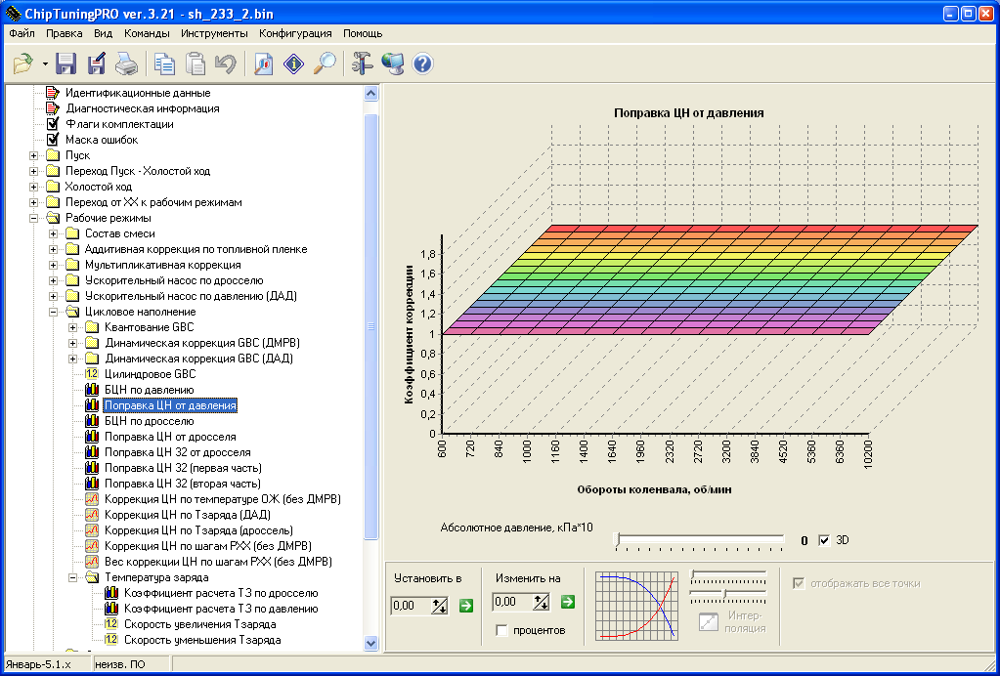 ChipTuningPRO ver.3.21 - sh_233_2.bin
Файл Правка Вид Команды Инструменты Конфигурация Помощь
Идентификационные данные
Диагностическая информация
Флаги комплектации
Маска ошибок
Пуск
Переход Пуск - Холостой ход
Холостой ход
Переход от ХХ к рабочим режимам
Рабочие режимы
Состав смеси
Аддитивная коррекция по топливной пленке
Мультипликативная коррекция
Ускорительный насос по дросселю
Ускорительный насос по давлению (ДАД)
Цикловое наполнение
Квантование GBC
Динамическая коррекция GBC (ДМРВ)
Динамическая коррекция GBC (ДАД)
1.2 Цилиндровое GBC
БЦН по давлению
Поправка ЦН от давления
БЦН по дросселю
Поправка ЦН от дросселя
Поправка ЦН 32 от дросселя
Поправка ЦН 32 (первая часть)
Поправка ЦН 32 (вторая часть)
Коррекция ЦН по температуре ОЖ (без ДМРВ)
Коррекция ЦН по Тзаряда (ДАД)
Коррекция ЦН по Тзаряда (дроссель)
Коррекция ЦН по шагам РХХ (без ДМРВ)
Вес коррекции ЦН по шагам РХХ (без ДМРВ)
Температура заряда
Коэффициент расчета ТЗ по дросселю
Коэффициент расчета ТЗ по давлению
1.2 Скорость увеличения Тзаряда
1.2 Скорость уменьшения Тзаряда
Поправка ЦН от давления
Коэффициент коррекции
1,8
1,6
1,4
1,2
1
0,8
0,6
0,4
0,2
0
600 720 840 1000 1160 1400 1640 1960 2320 2720 3200 3840 4520 5360 6360 10200
Обороты коленвала, об/мин
Абсолютное давление, кПа*10
0 3D
Установить в
0,00
Изменить на
0,00
процентов
Интер-
поляция
отображать все точки
Январь-5.1.x неизв. ПО